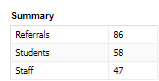 Summary
Referrals 86
Students 58
Staff 47